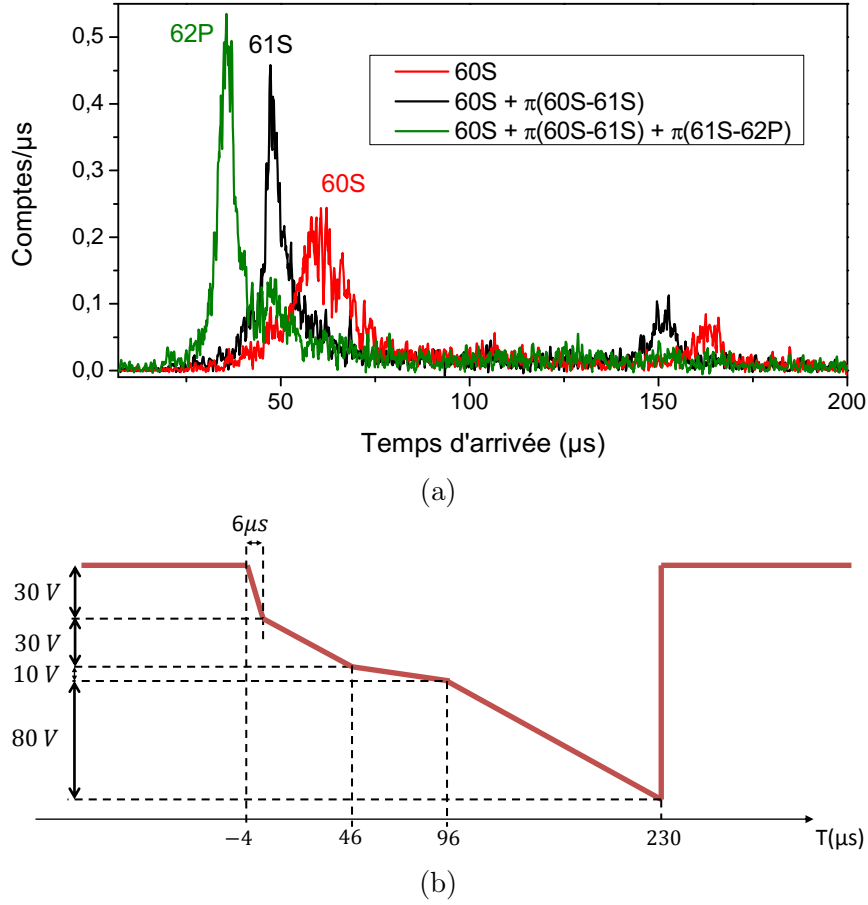 62P
61S
60S
60S
60S + π(60S-61S)
60S + π(60S-61S) + π(61S-62P)
Comptes/µs
0,5
0,4
0,3
0,2
0,1
0,0
50
100
150
200
Temps d'arrivée (µs)
(a)
6μs
30 V
30 V
10 V
80 V
−4
46
96
230
T(µs)
(b)